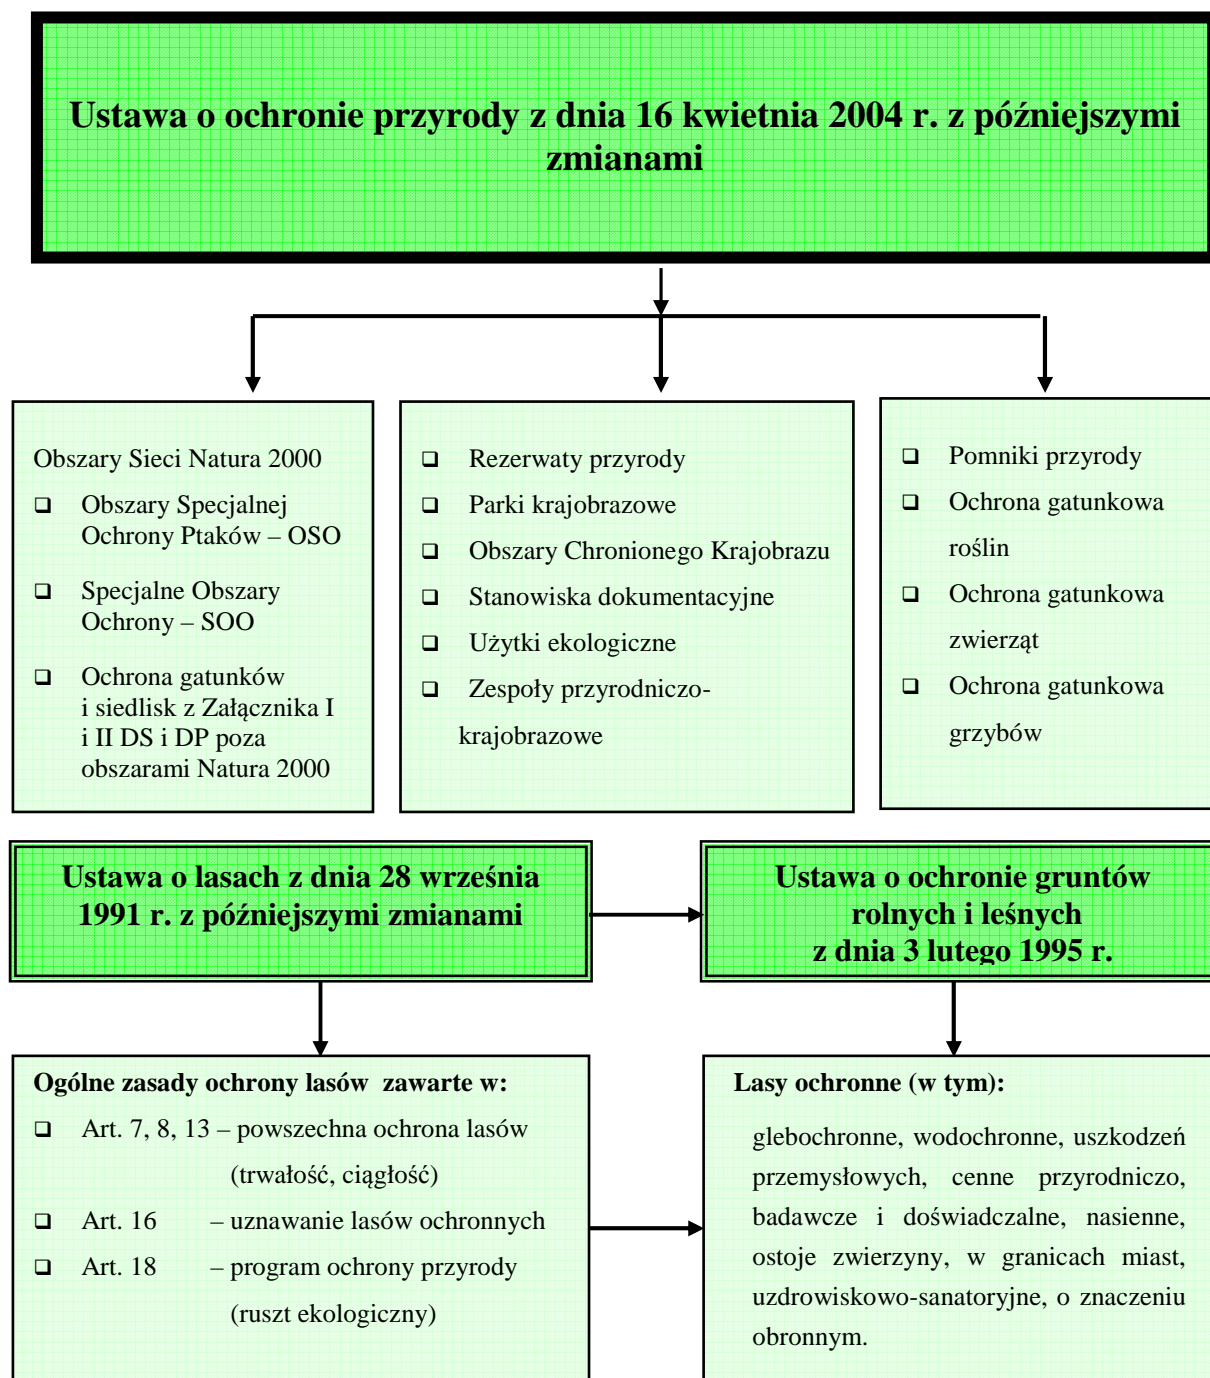 Ustawa o ochronie przyrody z dnia 16 kwietnia 2004 r. z późniejszymi
zmianami
Obszary Sieci Natura 2000
❑ Obszary Specjalnej
Ochrony Ptaków – OSO
❑ Specjalne Obszary
Ochrony – SOO
❑ Ochrona gatunków
i siedlisk z Załącznika I
i II DS i DP poza
obszarami Natura 2000
❑ Rezerwaty przyrody
❑ Parki krajobrazowe
❑ Obszary Chronionego Krajobrazu
❑ Stanowiska dokumentacyjne
❑ Użytki ekologiczne
❑ Zespoły przyrodniczo-
krajobrazowe
❑ Pomniki przyrody
❑ Ochrona gatunkowa
roślin
❑ Ochrona gatunkowa
zwierząt
❑ Ochrona gatunkowa
grzybów
Ustawa o lasach z dnia 28 września
1991 r. z późniejszymi zmianami
Ustawa o ochronie gruntów
rolnych i leśnych
z dnia 3 lutego 1995 r.
Ogólne zasady ochrony lasów zawarte w:
❑ Art. 7, 8, 13 – powszechna ochrona lasów
(trwałość, ciągłość)
❑ Art. 16 – uznawanie lasów ochronnych
❑ Art. 18 – program ochrony przyrody
(ruszt ekologiczny)
Lasy ochronne (w tym):
glebochronne, wodochronne, uszkodzeń
przemysłowych, cenne przyrodniczo,
badawcze i doświadczalne, nasienne,
ostoje zwierzyny, w granicach miast,
uzdrowiskowo-sanatoryjne, o znaczeniu
obronnym.